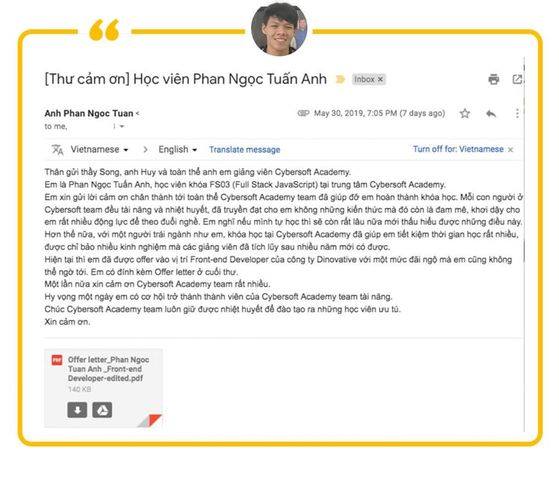 [Thư cảm ơn] Học viên Phan Ngọc Tuấn Anh Inbox ×
Anh Phan Ngoc Tuan <
May 30, 2019, 7:05 PM (7 days ago)
to me,
Vietnamese > English Translate message Turn off for: Vietnamese ×
Thân gửi thầy Song, anh Huy và toàn thể anh em giảng viên Cybersoft Academy.
Em là Phan Ngọc Tuấn Anh, học viên khóa FS03 (Full Stack JavaScript) tại trung tâm Cybersoft Academy.
Em xin gửi lời cảm ơn chân thành tới toàn thể Cybersoft Academy team đã giúp đỡ em hoàn thành khóa học. Mỗi con người ở
Cybersoft team đều tài năng và nhiệt huyết, đã truyền đạt cho em không những kiến thức mà đó còn là đam mê, khơi dậy cho
em rất nhiều động lực để theo đuổi nghề. Em nghĩ nếu mình tự học thì sẽ còn rất lâu nữa mới thấu hiểu được những điều này.
Hơn thế nữa, với một người trái ngành như em, khóa học tại Cybersoft Academy đã giúp em tiết kiệm thời gian học rất nhiều,
được chỉ bảo nhiều kinh nghiệm mà các giảng viên đã tích lũy sau nhiều năm mới có được.
Hiện tại thì em đã được offer vào vị trí Front-end Developer của công ty Dinovative với một mức đãi ngộ mà em cũng không
thể ngờ tới. Em có đính kèm Offer letter ở cuối thư.
Một lần nữa xin cảm ơn Cybersoft Academy team rất nhiều.
Hy vọng một ngày em có cơ hội trở thành thành viên của Cybersoft Academy team tài năng.
Chúc Cybersoft Academy team luôn giữ được nhiệt huyết để đào tạo ra những học viên ưu tú.
Xin cảm ơn.
PDF Offer letter_Phan Ngoc
Tuan Anh _Front-end
Developer-edited.pdf
140 KB